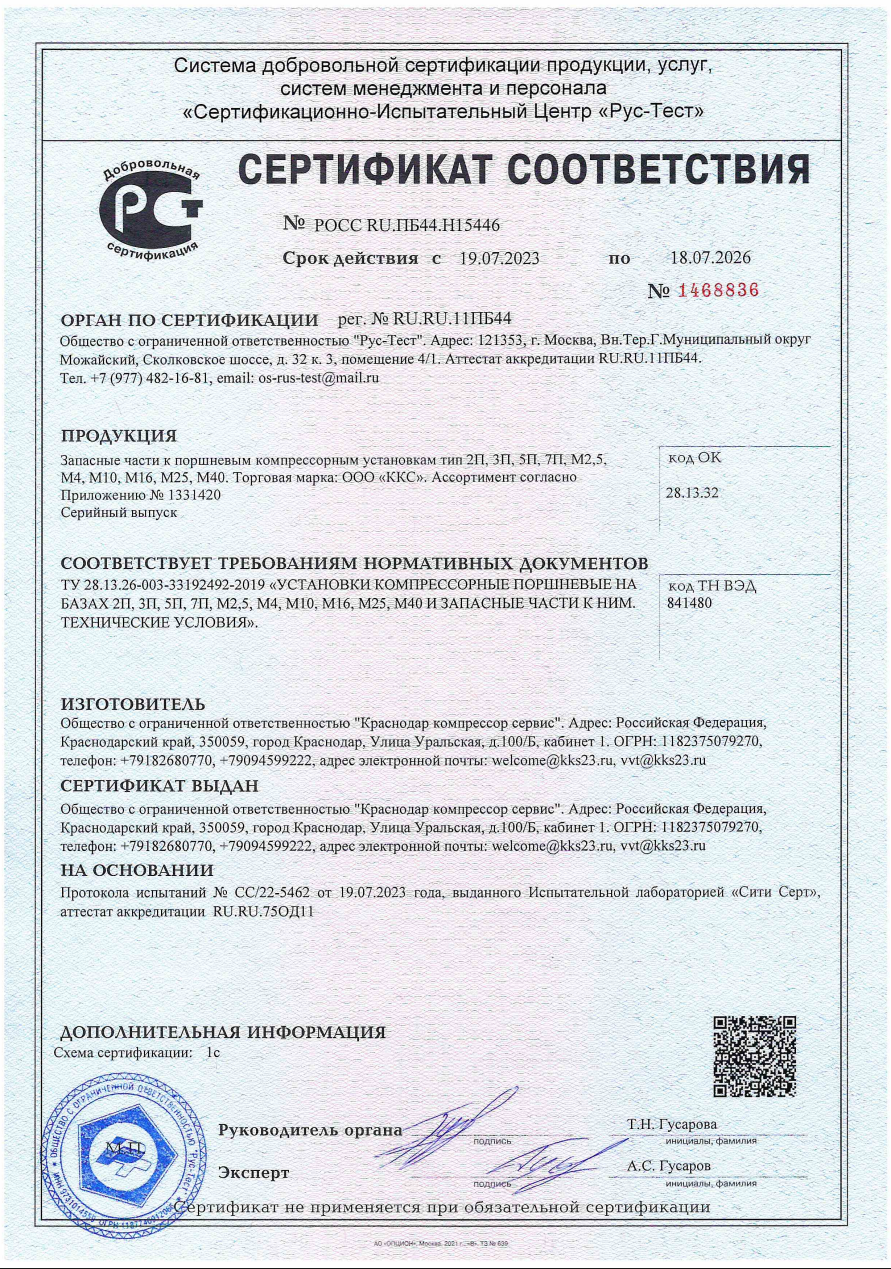 Система добровольной сертификации продукции, услуг,
систем менеджмента и персонала
«Сертификационно-Испытательный Центр «Рус-Тест»
Добровольная
РСТ
сертификация
СЕРТИФИКАТ СООТВЕТСТВИЯ
№ РОСС RU.ПБ44.Н15446
Срок действия с 19.07.2023 по 18.07.2026
№ 1468836
ОРГАН ПО СЕРТИФИКАЦИИ рег. № RU.RU.11ПБ44
Общество с ограниченной ответственностью "Рус-Тест". Адрес: 121353, г. Москва, Вн.Тер.Г.Муниципальный округ
Можайский, Сколковское шоссе, д. 32 к. 3, помещение 4/1. Аттестат аккредитации RU.RU.11ПБ44.
Тел. +7 (977) 482-16-81, email: os-rus-test@mail.ru
ПРОДУКЦИЯ
Запасные части к поршневым компрессорным установкам тип 2П, 3П, 5П, 7П, М2,5,
М4, М10, М16, М25, М40. Торговая марка: ООО «ККС». Ассортимент согласно
Приложению № 1331420
Серийный выпуск
код ОК
28.13.32
СООТВЕТСТВУЕТ ТРЕБОВАНИЯМ НОРМАТИВНЫХ ДОКУМЕНТОВ
ТУ 28.13.26-003-33192492-2019 «УСТАНОВКИ КОМПРЕССОРНЫЕ ПОРШНЕВЫЕ НА
БАЗАХ 2П, 3П, 5П, 7П, М2,5, М4, М10, М16, М25, М40 И ЗАПАСНЫЕ ЧАСТИ К НИМ.
ТЕХНИЧЕСКИЕ УСЛОВИЯ».
код ТН ВЭД
841480
ИЗГОТОВИТЕЛЬ
Общество с ограниченной ответственностью "Краснодар компрессор сервис". Адрес: Российская Федерация,
Краснодарский край, 350059, город Краснодар, Улица Уральская, д.100/Б, кабинет 1. ОГРН: 1182375079270,
телефон: +79182680770, +79094599222, адрес электронной почты: welcome@kks23.ru, vvt@kks23.ru
СЕРТИФИКАТ ВЫДАН
Общество с ограниченной ответственностью "Краснодар компрессор сервис". Адрес: Российская Федерация,
Краснодарский край, 350059, город Краснодар, Улица Уральская, д.100/Б, кабинет 1. ОГРН: 1182375079270,
телефон: +79182680770, +79094599222, адрес электронной почты: welcome@kks23.ru, vvt@kks23.ru
НА ОСНОВАНИИ
Протокола испытаний № СС/22-5462 от 19.07.2023 года, выданного Испытательной лабораторией «Сити Серт»,
аттестат аккредитации RU.RU.75ОД11
ДОПОЛНИТЕЛЬНАЯ ИНФОРМАЦИЯ
Схема сертификации: 1с
ОБЩЕСТВО С ОГРАНИЧЕННОЙ ОТВЕТСТВЕННОСТЬЮ "Рус-Тест"
М.П.
Руководитель органа
подпись
Т.Н. Гусарова
инициалы, фамилия
Эксперт
подпись
А.С. Гусаров
инициалы, фамилия
Сертификат не применяется при обязательной сертификации
АО «ОПЦИОН», Москва, 2021 г., «В», ТЗ № 639